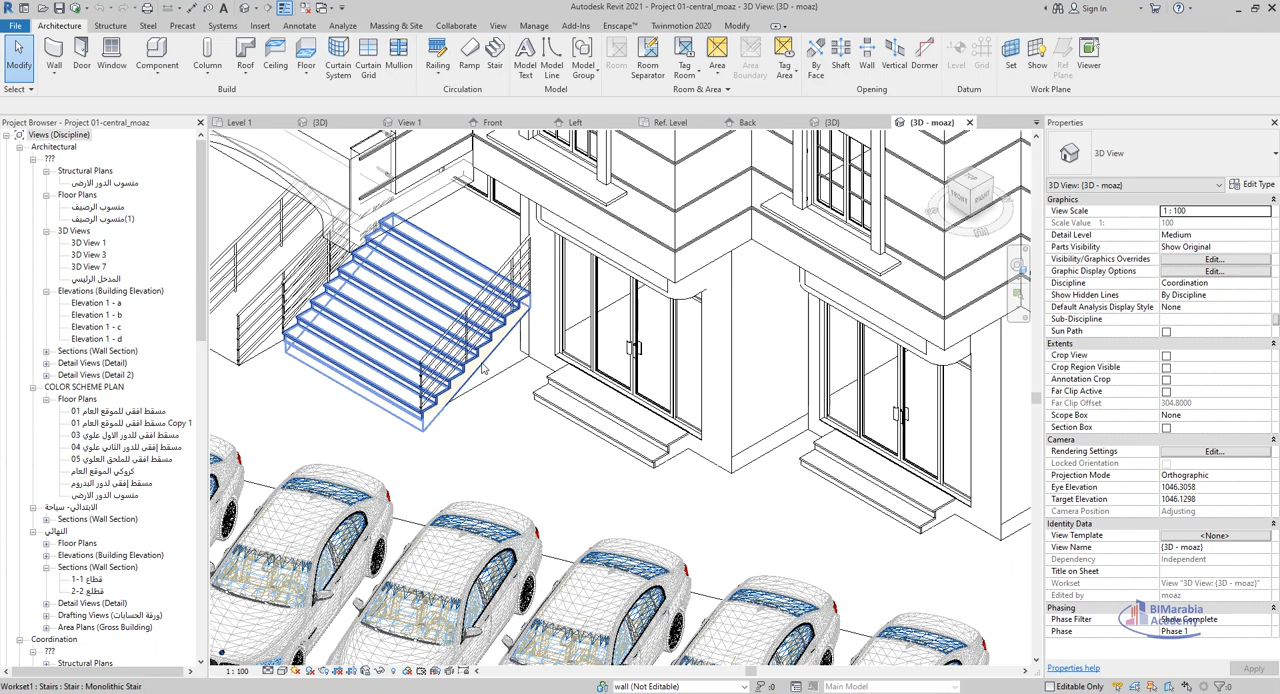 Autodesk Revit 2021 - Project 01-central_moaz - 3D View: {3D - moaz}
Sign In
File Architecture Structure Steel Precast Systems Insert Annotate Analyze Massing & Site Collaborate View Manage Add-Ins Enscape™ Twinmotion 2020 Modify
Modify Wall Door Window Component Column Roof Ceiling Floor Curtain System Curtain Grid Mullion Railing Ramp Stair Model Text Model Line Model Group Room Room Separator Tag Room Area Area Boundary Tag Area By Face Shaft Wall Vertical Dormer Level Grid Set Show Ref Plane Viewer
Select Build Circulation Model Room & Area Opening Datum Work Plane
Project Browser - Project 01-central_moaz
Level 1 {3D} View 1 Front Left Ref. Level Back {3D} {3D - moaz}
Views (Discipline)
Architectural
???
Structural Plans
منسوب الدور الارضى
Floor Plans
منسوب الرصيف
منسوب الرصيف(1)
3D Views
3D View 1
3D View 3
3D View 7
المدخل الرئيسي
Elevations (Building Elevation)
Elevation 1 - a
Elevation 1 - b
Elevation 1 - c
Elevation 1 - d
Sections (Wall Section)
Detail Views (Detail)
Detail Views (Detail 2)
COLOR SCHEME PLAN
Floor Plans
01 مسقط افقى للموقع العام
01 مسقط افقى للموقع العام Copy 1
03 مسقط افقى للدور الاول علوي
04 مسقط إفقى للدور الثاني علوي
05 مسقط افقى للملحق العلوي
كروكي الموقع العام
مسقط إفقى لدور البدروم
منسوب الدور الارضى
الابتدائي- سياحة
Sections (Wall Section)
النهائي
Floor Plans
Elevations (Building Elevation)
Sections (Wall Section)
قطاع 1-1
قطلع 2-2
Detail Views (Detail)
Drafting Views (ورقة الحسابات)
Area Plans (Gross Building)
Coordination
???
Structural Plans
TOP
FRONT
RIGHT
Properties
3D View
3D View: {3D - moaz} Edit Type
Graphics
View Scale 1 : 100
Scale Value 1: 100
Detail Level Medium
Parts Visibility Show Original
Visibility/Graphics Overrides Edit...
Graphic Display Options Edit...
Discipline Coordination
Show Hidden Lines By Discipline
Default Analysis Display Style None
Sub-Discipline
Sun Path
Extents
Crop View
Crop Region Visible
Annotation Crop
Far Clip Active
Far Clip Offset 304.8000
Scope Box None
Section Box
Camera
Rendering Settings Edit...
Locked Orientation
Projection Mode Orthographic
Eye Elevation 1046.3058
Target Elevation 1046.1298
Camera Position Adjusting
Identity Data
View Template <None>
View Name {3D - moaz}
Dependency Independent
Title on Sheet
Workset View "3D View: {3D - moaz}"
Edited by moaz
Phasing
Phase Filter Show Complete
Phase Phase 1
BIMarabia
Academy
Properties help Apply
1 : 100
Workset1 : Stairs : Stair : Monolithic Stair wall (Not Editable) :0 Main Model Editable Only :0